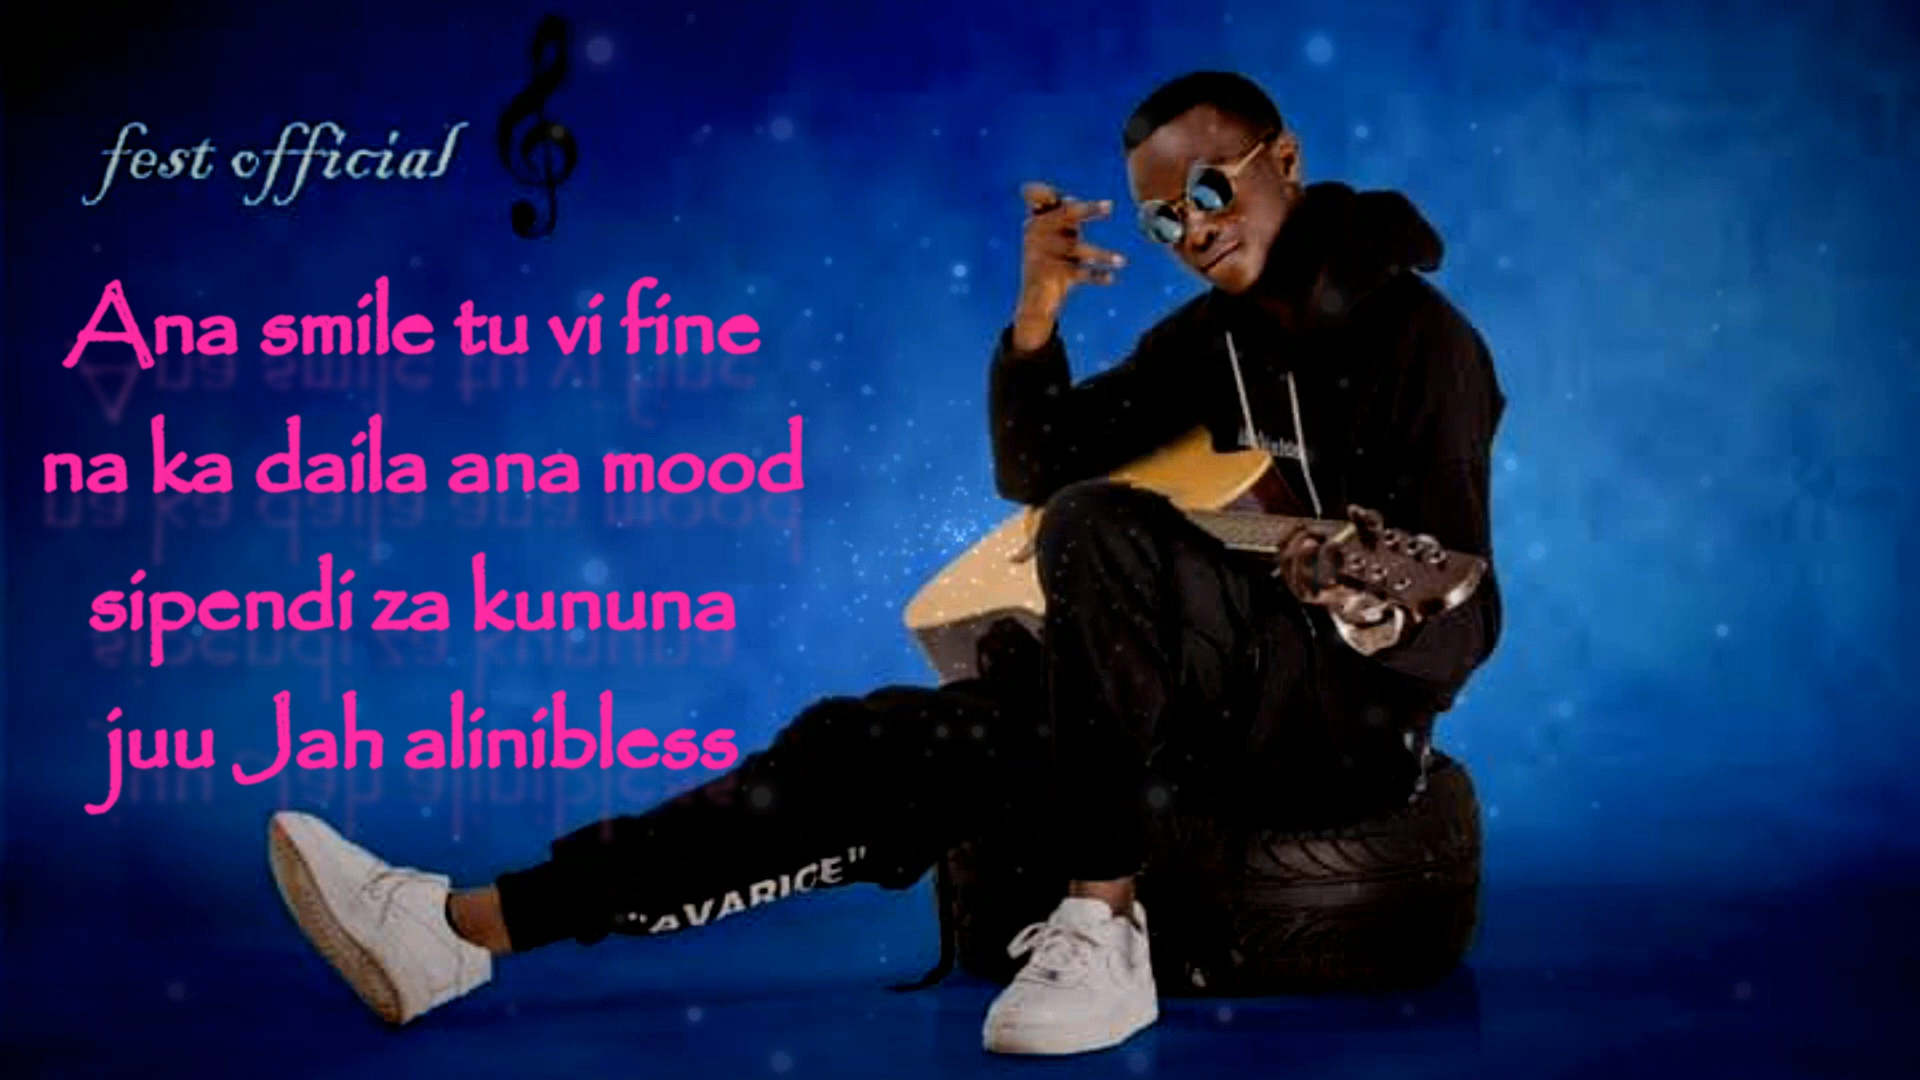 fest official
Ana smile tu vi fine
na ka daila ana mood
sipendi za kununa
juu Jah alinibless
"AVARICE"